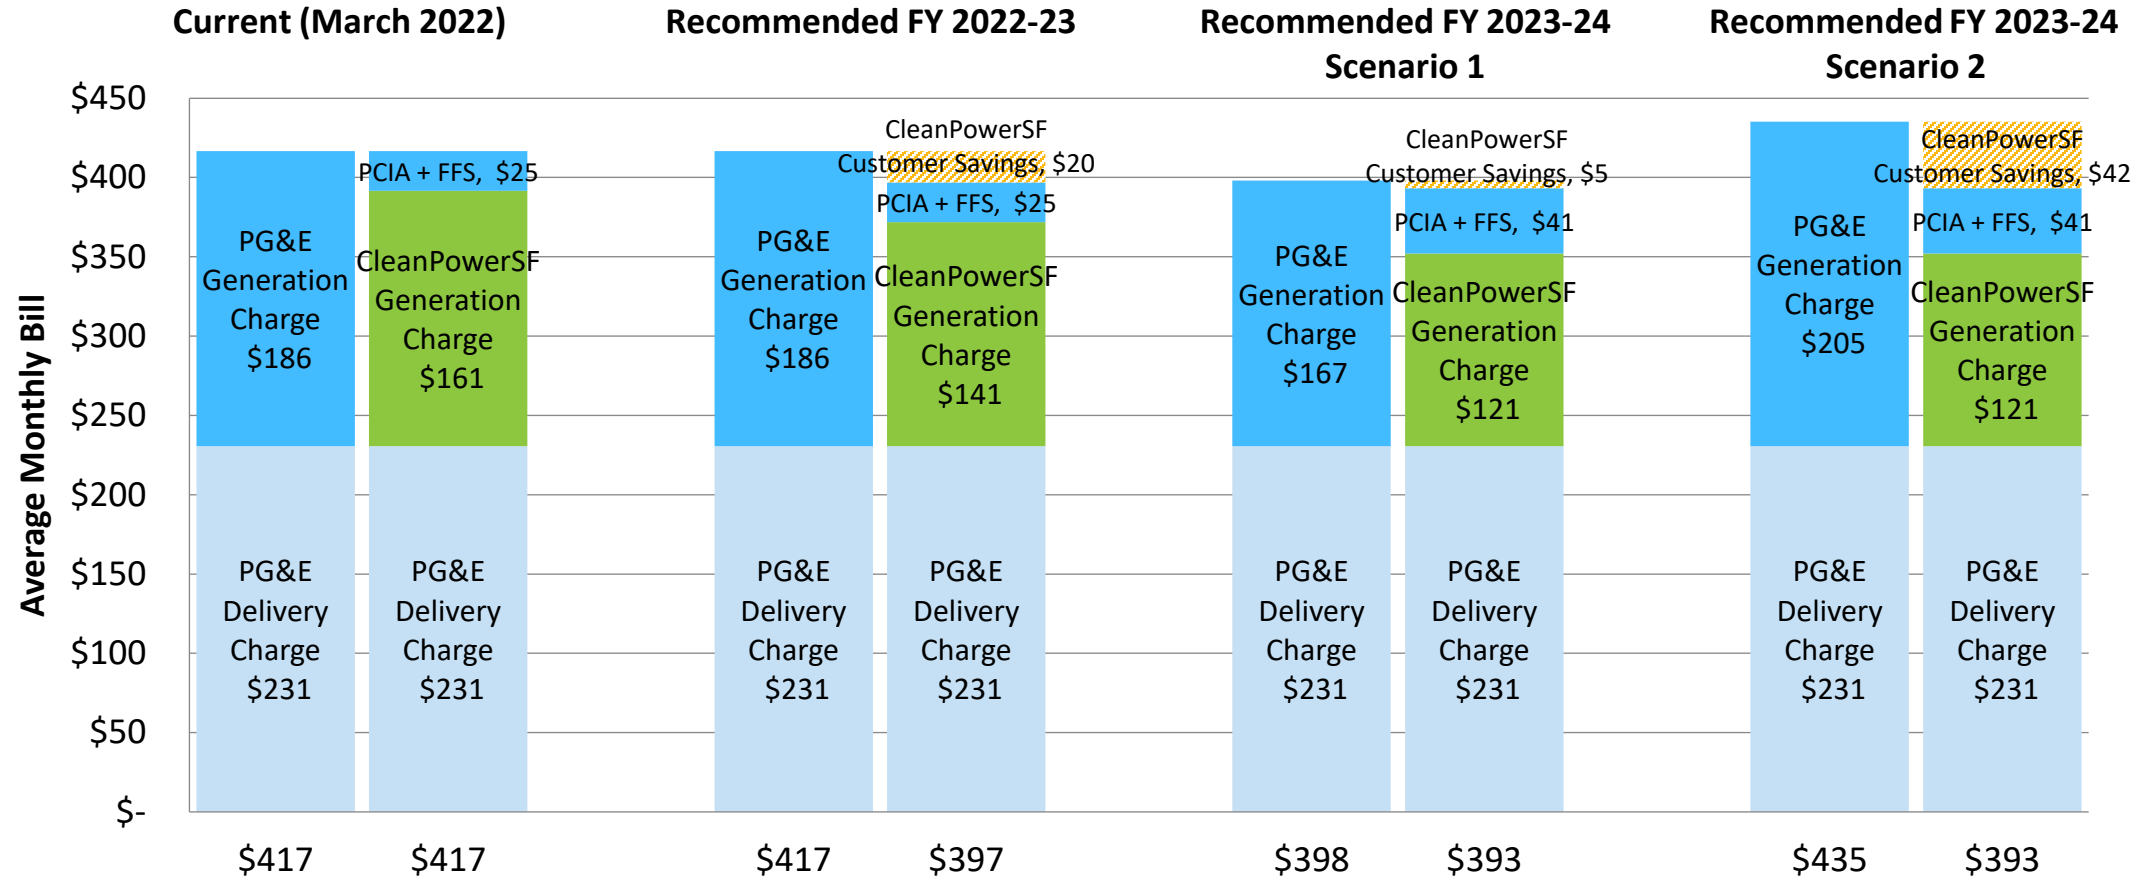 Current (March 2022)
Recommended FY 2022-23
Recommended FY 2023-24
Scenario 1
Recommended FY 2023-24
Scenario 2
Average Monthly Bill
$450
$400
$350
$300
$250
$200
$150
$100
$50
$-
PG&E
Generation
Charge
$186
PG&E
Delivery
Charge
$231
$417
PCIA + FFS,  $25
CleanPowerSF
Generation
Charge
$161
PG&E
Delivery
Charge
$231
$417
PG&E
Generation
Charge
$186
PG&E
Delivery
Charge
$231
$417
CleanPowerSF
Customer Savings, $20
PCIA + FFS,  $25
CleanPowerSF
Generation
Charge
$141
PG&E
Delivery
Charge
$231
$397
PG&E
Generation
Charge
$167
PG&E
Delivery
Charge
$231
$398
CleanPowerSF
Customer Savings, $5
PCIA + FFS,  $41
CleanPowerSF
Generation
Charge
$121
PG&E
Delivery
Charge
$231
$393
PG&E
Generation
Charge
$205
PG&E
Delivery
Charge
$231
$435
CleanPowerSF
Customer Savings, $42
PCIA + FFS,  $41
CleanPowerSF
Generation
Charge
$121
PG&E
Delivery
Charge
$231
$393